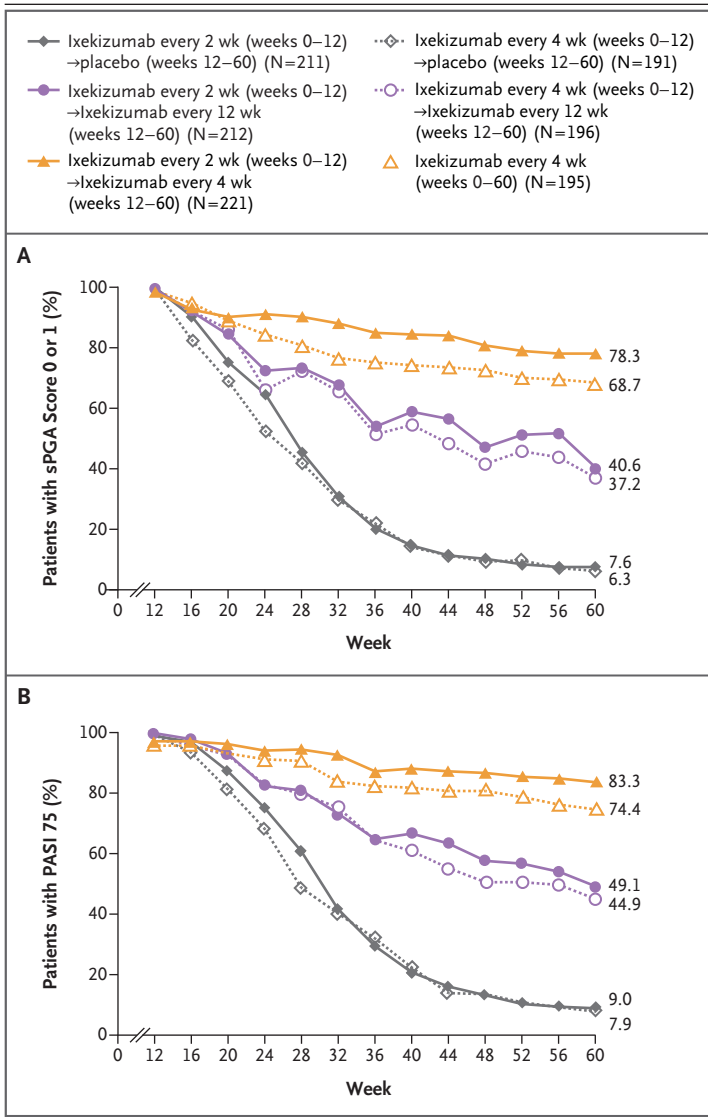 Ixekizumab every 2 wk (weeks 0–12)
→placebo (weeks 12–60) (N=211)
Ixekizumab every 2 wk (weeks 0–12)
→Ixekizumab every 12 wk
(weeks 12–60) (N=212)
Ixekizumab every 2 wk (weeks 0–12)
→Ixekizumab every 4 wk
(weeks 12–60) (N=221)
Ixekizumab every 4 wk (weeks 0–12)
→placebo (weeks 12–60) (N=191)
Ixekizumab every 4 wk (weeks 0–12)
→Ixekizumab every 12 wk
(weeks 12–60) (N=196)
Ixekizumab every 4 wk
(weeks 0–60) (N=195)
A
Patients with sPGA Score 0 or 1 (%)
100
80
60
40
20
0
78.3
68.7
40.6
37.2
7.6
6.3
0 12 16 20 24 28 32 36 40 44 48 52 56 60
Week
B
Patients with PASI 75 (%)
100
80
60
40
20
0
83.3
74.4
49.1
44.9
9.0
7.9
0 12 16 20 24 28 32 36 40 44 48 52 56 60
Week